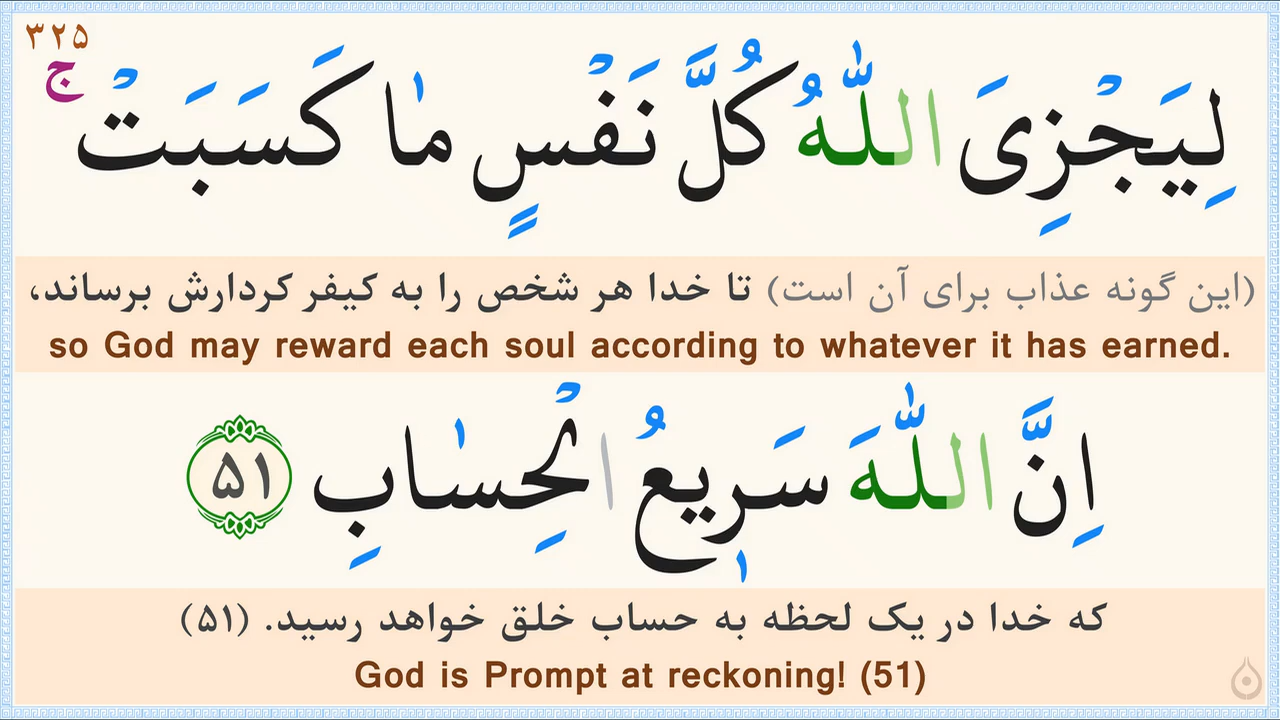 ۳۲۵
ج
لِیَجْزِیَ اللّٰهُ كُلَّ نَفْسٍ مٰا كَسَبَتْ
(این گونه عذاب برای آن است) تا خدا هر شخص را به کیفر کردارش برساند،
so God may reward each soul according to whatever it has earned.
اِنَّ اللّٰهَ سَرٖیعُ الْحِسٰابِ ﴿۵۱﴾
که خدا در یک لحظه به حساب خلق خواهد رسید. (۵۱)
God is Prompt at reckoning! (51)